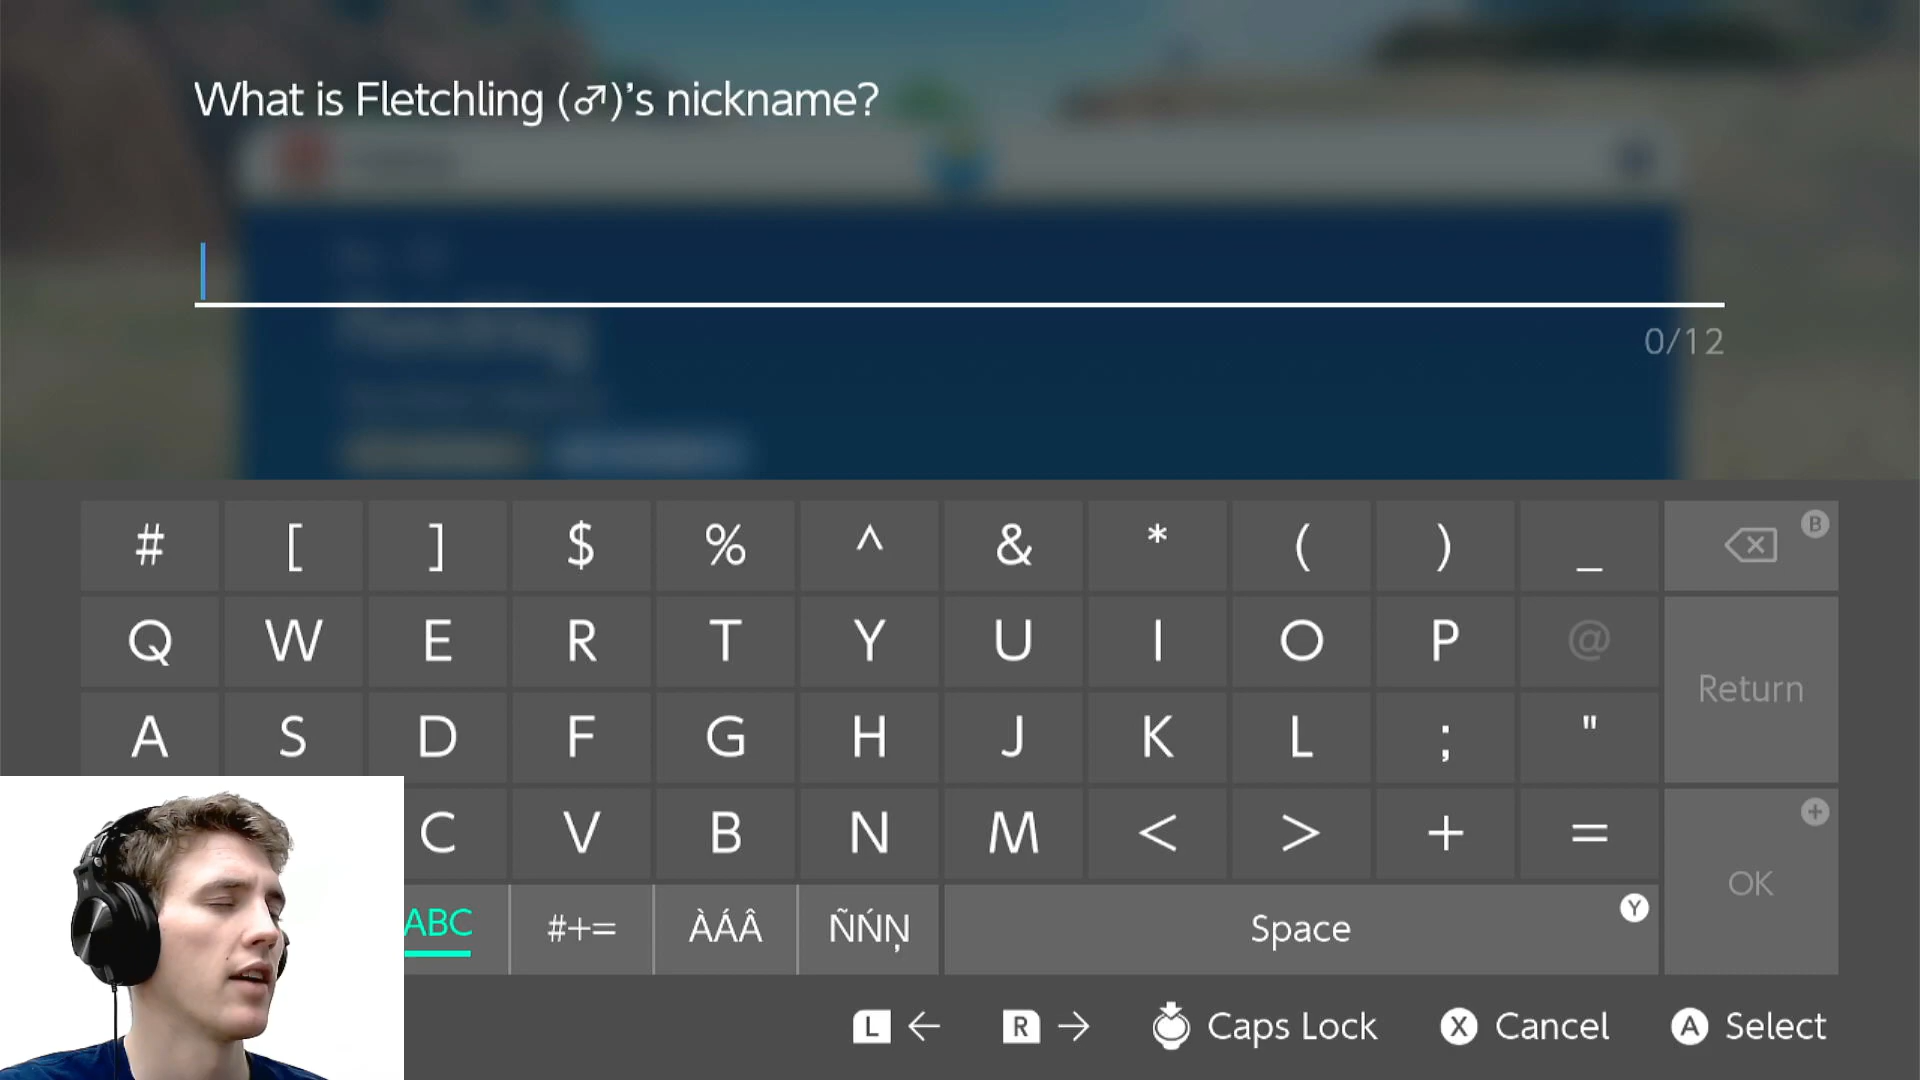 What is Fletchling (♂)’s nickname?
0/12
# [ ] $ % ^ & * ( ) _ B
Q W E R T Y U I O P @
Return
A S D F G H J K L ; "
C V B N M < > + = +
OK
ABC #+= ÀÁÂ ÑŃŅ Space Y
L ← R → Caps Lock X Cancel A Select